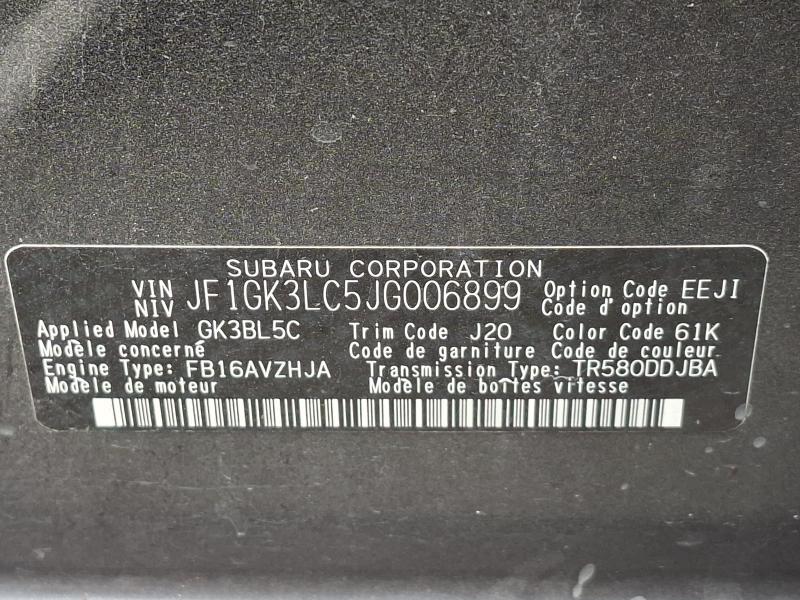 SUBARU CORPORATION
VIN NIV JF1GK3LC5JG006899 Option Code EEJI Code d'option
Applied Model GK3BL5C Trim Code J20 Color Code 61K
Modèle concerné Code de garniture Code de couleur
Engine Type: FB16AVZHJA Transmission Type: TR580DDJBA
Modèle de moteur Modèle de boîtes vitesse